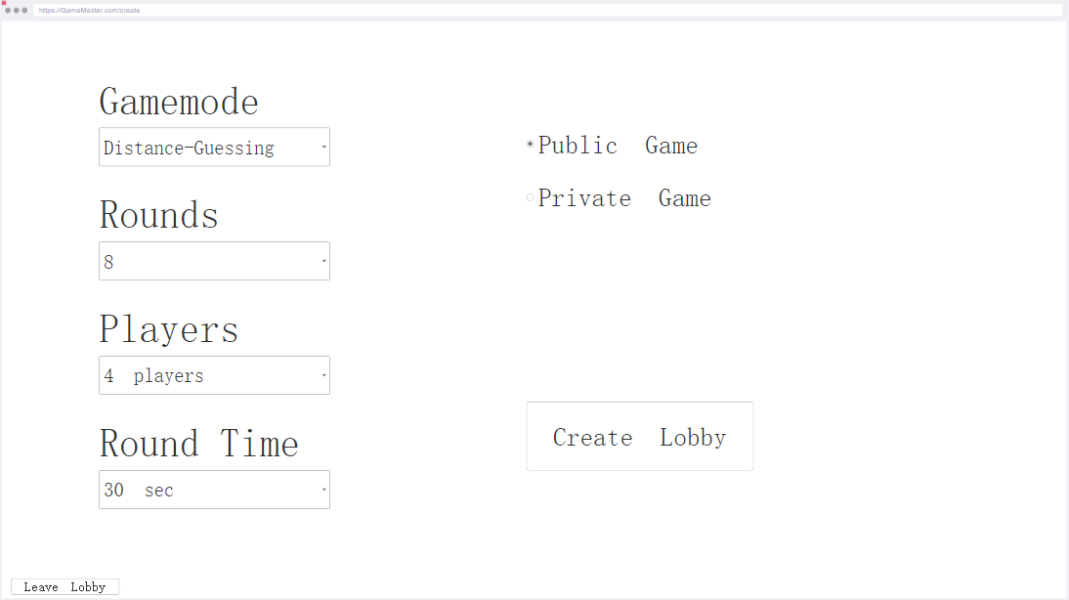 https://GameMaster.com/create
Gamemode
Distance-Guessing
Rounds
8
Players
4 players
Round Time
30 sec
Public Game
Private Game
Create Lobby
Leave Lobby